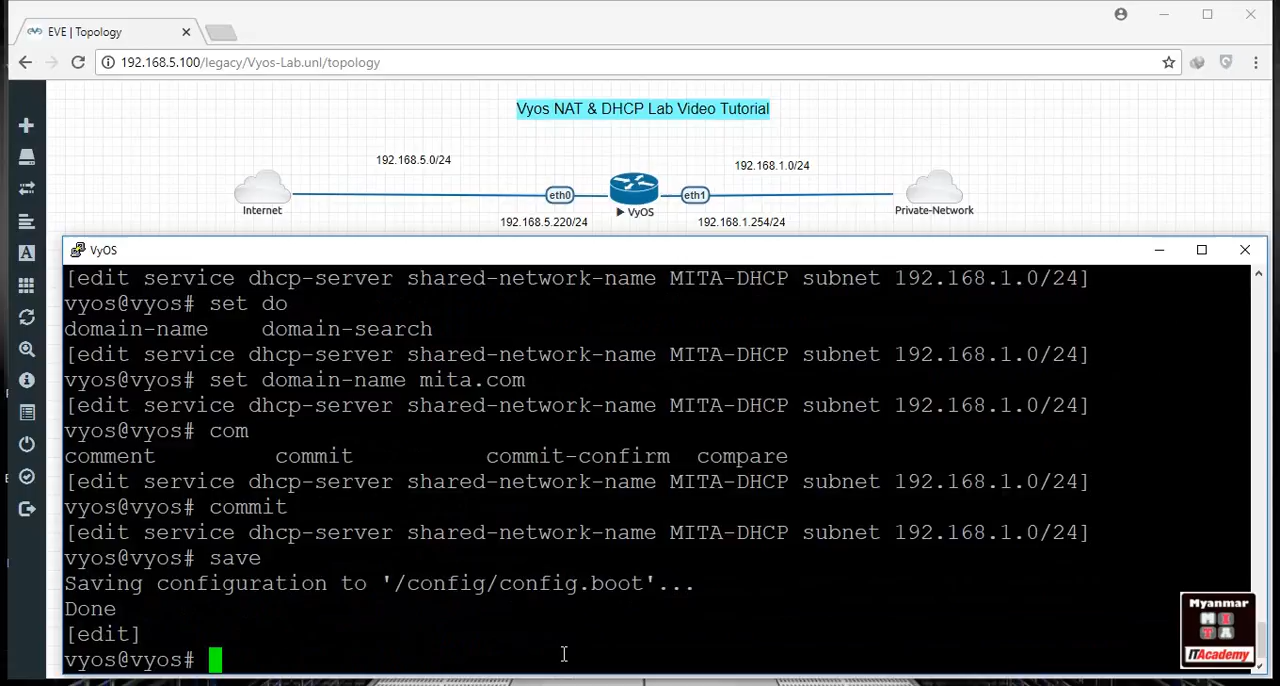 EVE | Topology
192.168.5.100/legacy/Vyos-Lab.unl/topology
Vyos NAT & DHCP Lab Video Tutorial
192.168.5.0/24
192.168.1.0/24
eth0
eth1
Internet
VyOS
Private-Network
192.168.5.220/24
192.168.1.254/24
VyOS
[edit service dhcp-server shared-network-name MITA-DHCP subnet 192.168.1.0/24]
vyos@vyos# set do
domain-name domain-search
[edit service dhcp-server shared-network-name MITA-DHCP subnet 192.168.1.0/24]
vyos@vyos# set domain-name mita.com
[edit service dhcp-server shared-network-name MITA-DHCP subnet 192.168.1.0/24]
vyos@vyos# com
comment commit commit-confirm compare
[edit service dhcp-server shared-network-name MITA-DHCP subnet 192.168.1.0/24]
vyos@vyos# commit
[edit service dhcp-server shared-network-name MITA-DHCP subnet 192.168.1.0/24]
vyos@vyos# save
Saving configuration to '/config/config.boot'...
Done
[edit]
vyos@vyos#
Myanmar
M I
T A
ITAcademy